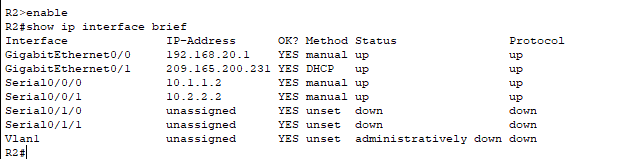 R2>enable
R2#show ip interface brief
Interface              IP-Address      OK? Method Status                Protocol
GigabitEthernet0/0     192.168.20.1    YES manual up                    up
GigabitEthernet0/1     209.165.200.231 YES DHCP   up                    up
Serial0/0/0            10.1.1.2        YES manual up                    up
Serial0/0/1            10.2.2.2        YES manual up                    up
Serial0/1/0            unassigned      YES unset  down                  down
Serial0/1/1            unassigned      YES unset  down                  down
Vlan1                  unassigned      YES unset  administratively down down
R2#